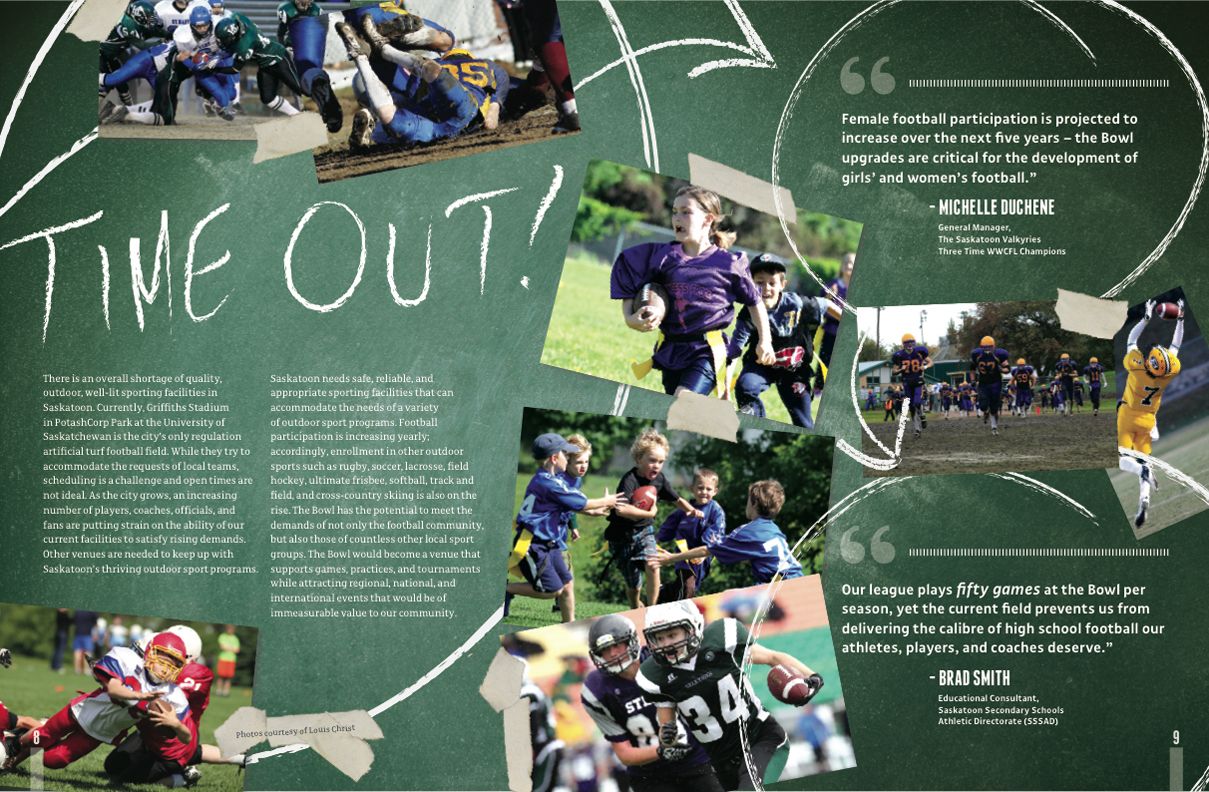 TIME OUT!
There is an overall shortage of quality,
outdoor, well-lit sporting facilities in
Saskatoon. Currently, Griffiths Stadium
in PotashCorp Park at the University of
Saskatchewan is the city's only regulation
artificial turf football field. While they try to
accommodate the requests of local teams,
scheduling is a challenge and open times are
not ideal. As the city grows, an increasing
number of players, coaches, officials, and
fans are putting strain on the ability of our
current facilities to satisfy rising demands.
Other venues are needed to keep up with
Saskatoon's thriving outdoor sport programs.
Saskatoon needs safe, reliable, and
appropriate sporting facilities that can
accommodate the needs of a variety
of outdoor sport programs. Football
participation is increasing yearly;
accordingly, enrollment in other outdoor
sports such as rugby, soccer, lacrosse, field
hockey, ultimate frisbee, softball, track and
field, and cross-country skiing is also on the
rise. The Bowl has the potential to meet the
demands of not only the football community,
but also those of countless other local sport
groups. The Bowl would become a venue that
supports games, practices, and tournaments
while attracting regional, national, and
international events that would be of
immeasurable value to our community.
Photos courtesy of Louis Christ
8
“
Female football participation is projected to
increase over the next five years – the Bowl
upgrades are critical for the development of
girls’ and women’s football.”
- MICHELLE DUCHENE
General Manager,
The Saskatoon Valkyries
Three Time WWCFL Champions
“
Our league plays fifty games at the Bowl per
season, yet the current field prevents us from
delivering the calibre of high school football our
athletes, players, and coaches deserve.”
- BRAD SMITH
Educational Consultant,
Saskatoon Secondary Schools
Athletic Directorate (SSSAD)
9
95
7
34
21